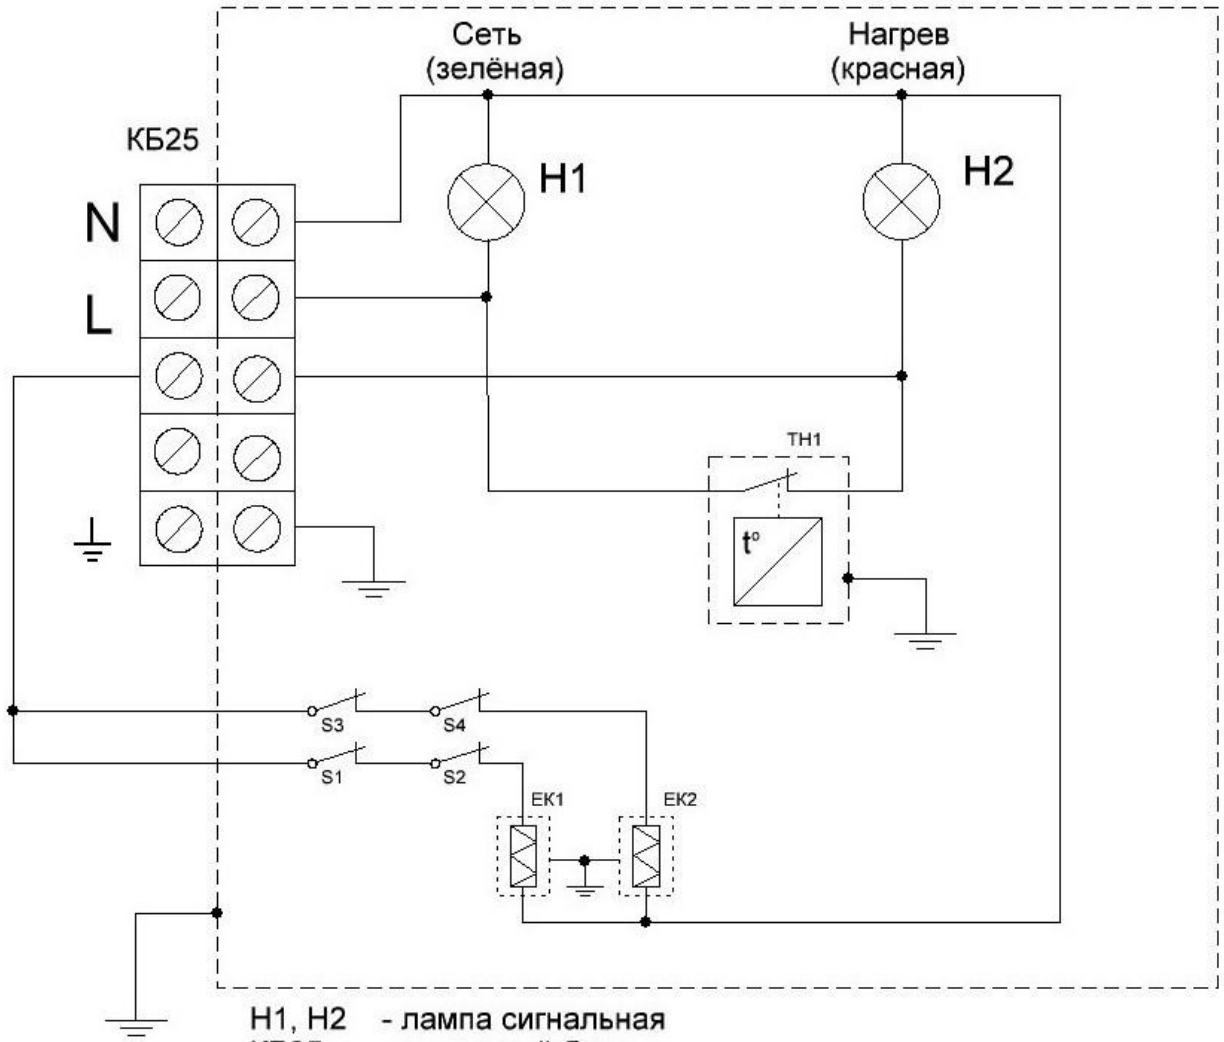 Сеть
(зелёная)
Нагрев
(красная)
КБ25
N
L
H1
H2
TH1
t°
S3
S4
S1
S2
EK1
EK2
H1, H2 - лампа сигнальная